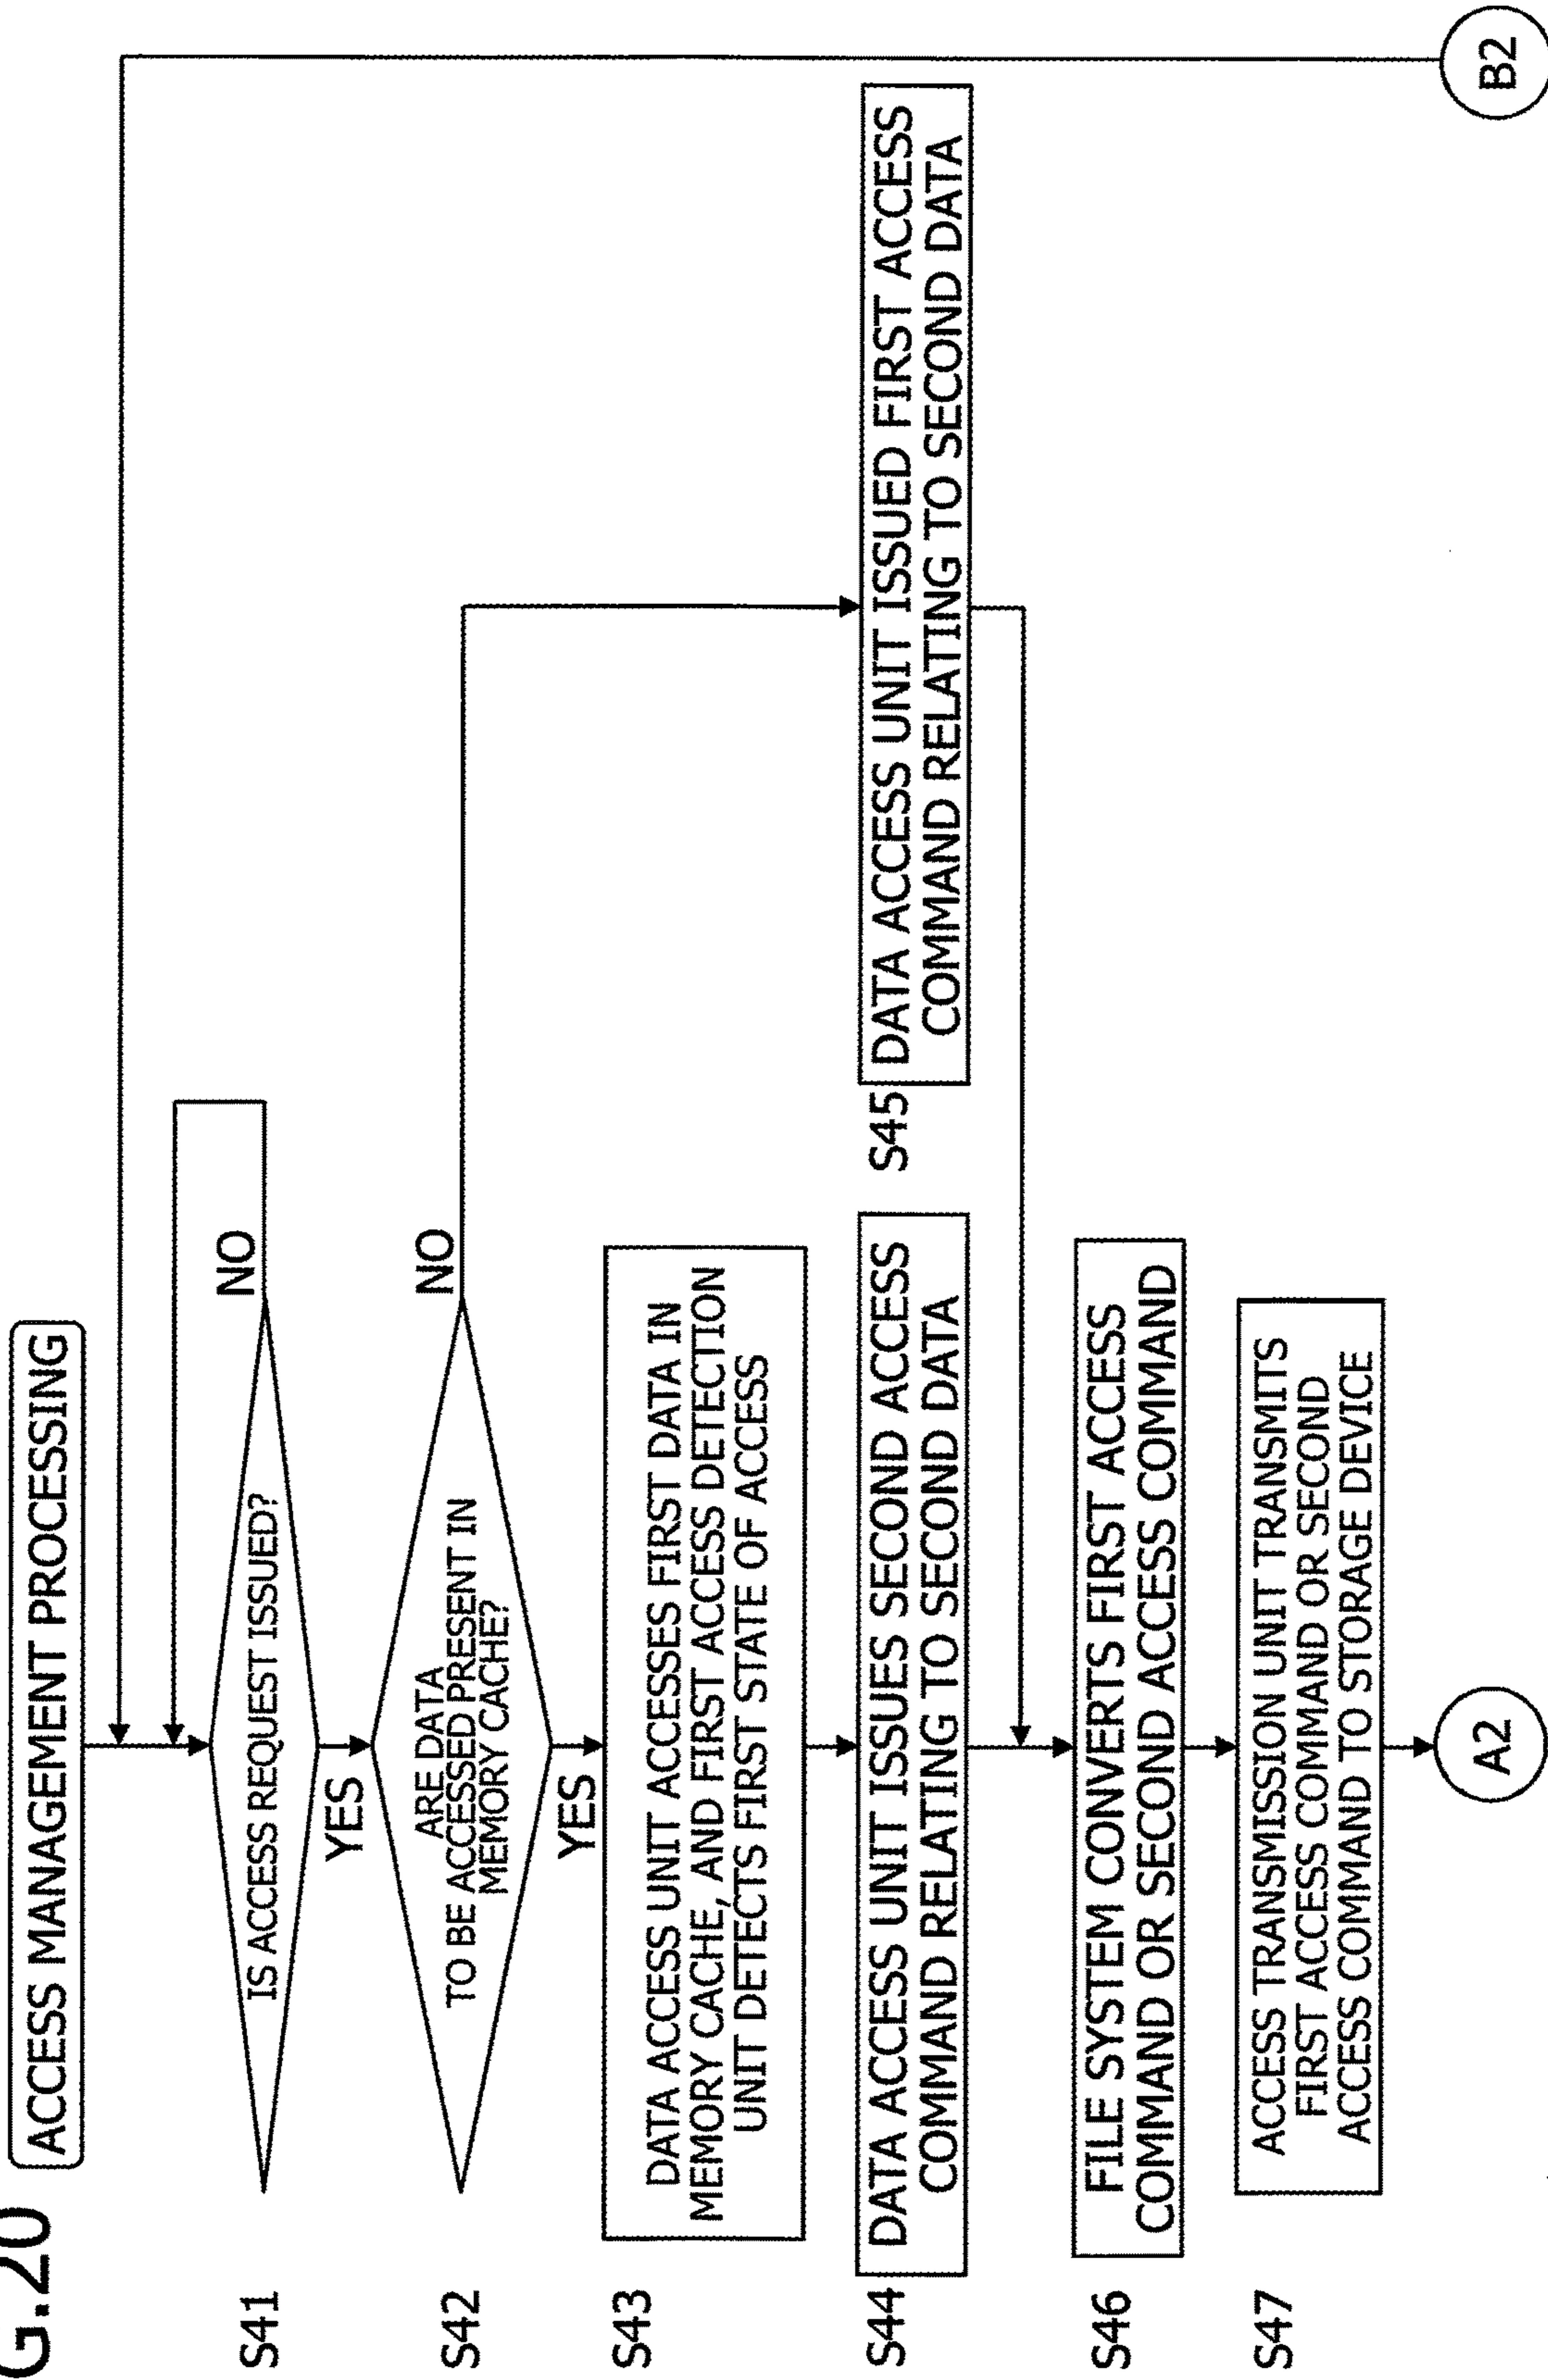 G.20
ACCESS MANAGEMENT PROCESSING
S41
IS ACCESS REQUEST ISSUED?
NO
YES
S42
ARE DATA
TO BE ACCESSED PRESENT IN
MEMORY CACHE?
NO
YES
S43
DATA ACCESS UNIT ACCESSES FIRST DATA IN
MEMORY CACHE, AND FIRST ACCESS DETECTION
UNIT DETECTS FIRST STATE OF ACCESS
S44
DATA ACCESS UNIT ISSUES SECOND ACCESS
COMMAND RELATING TO SECOND DATA
S45
DATA ACCESS UNIT ISSUED FIRST ACCESS
COMMAND RELATING TO SECOND DATA
S46
FILE SYSTEM CONVERTS FIRST ACCESS
COMMAND OR SECOND ACCESS COMMAND
S47
ACCESS TRANSMISSION UNIT TRANSMITS
FIRST ACCESS COMMAND OR SECOND
ACCESS COMMAND TO STORAGE DEVICE
A2
B2